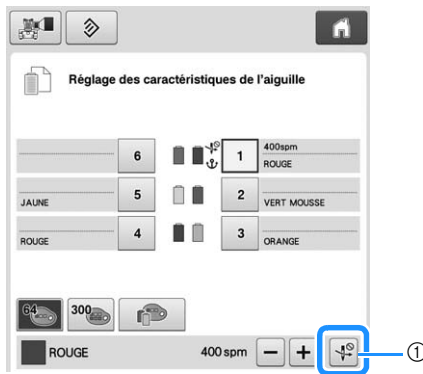 Réglage des caractéristiques de l'aiguille
6
1
400spm
ROUGE
JAUNE
5
2
VERT MOUSSE
ROUGE
4
3
ORANGE
64
300
ROUGE
400 spm
− +
①